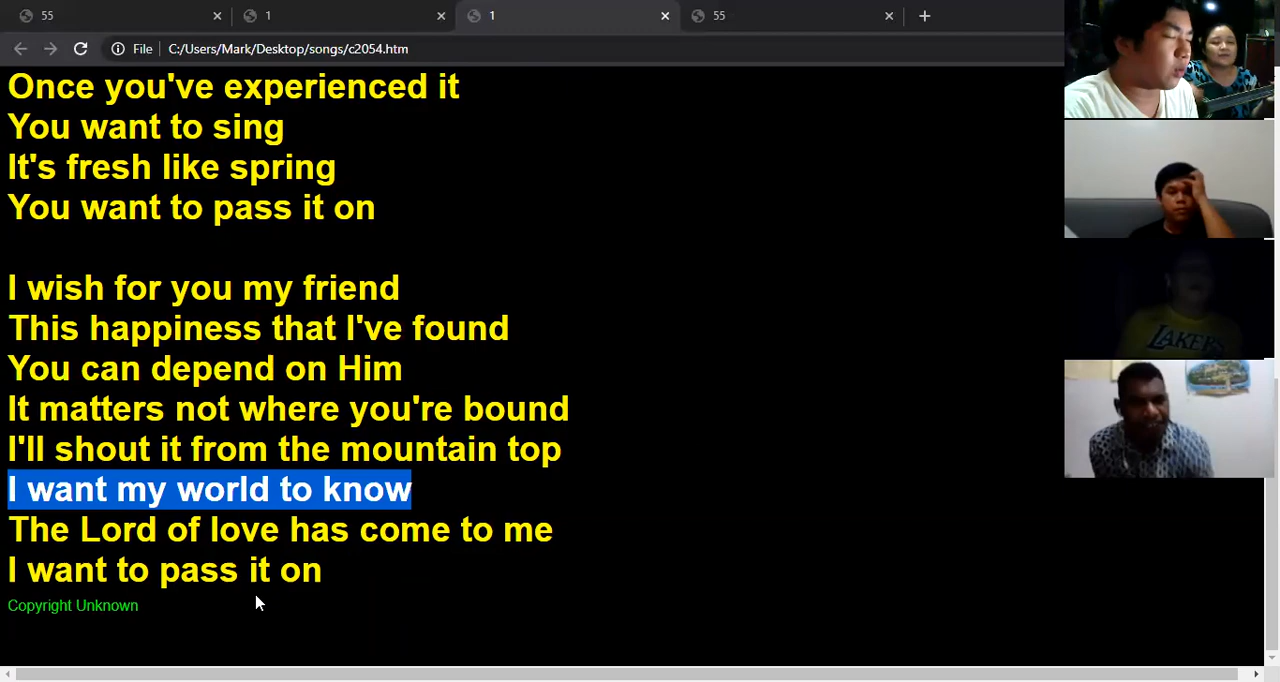 55
1
1
55
File
C:/Users/Mark/Desktop/songs/c2054.htm
Once you've experienced it
You want to sing
It's fresh like spring
You want to pass it on
I wish for you my friend
This happiness that I've found
You can depend on Him
It matters not where you're bound
I'll shout it from the mountain top
I want my world to know
The Lord of love has come to me
I want to pass it on
Copyright Unknown
LAKERS